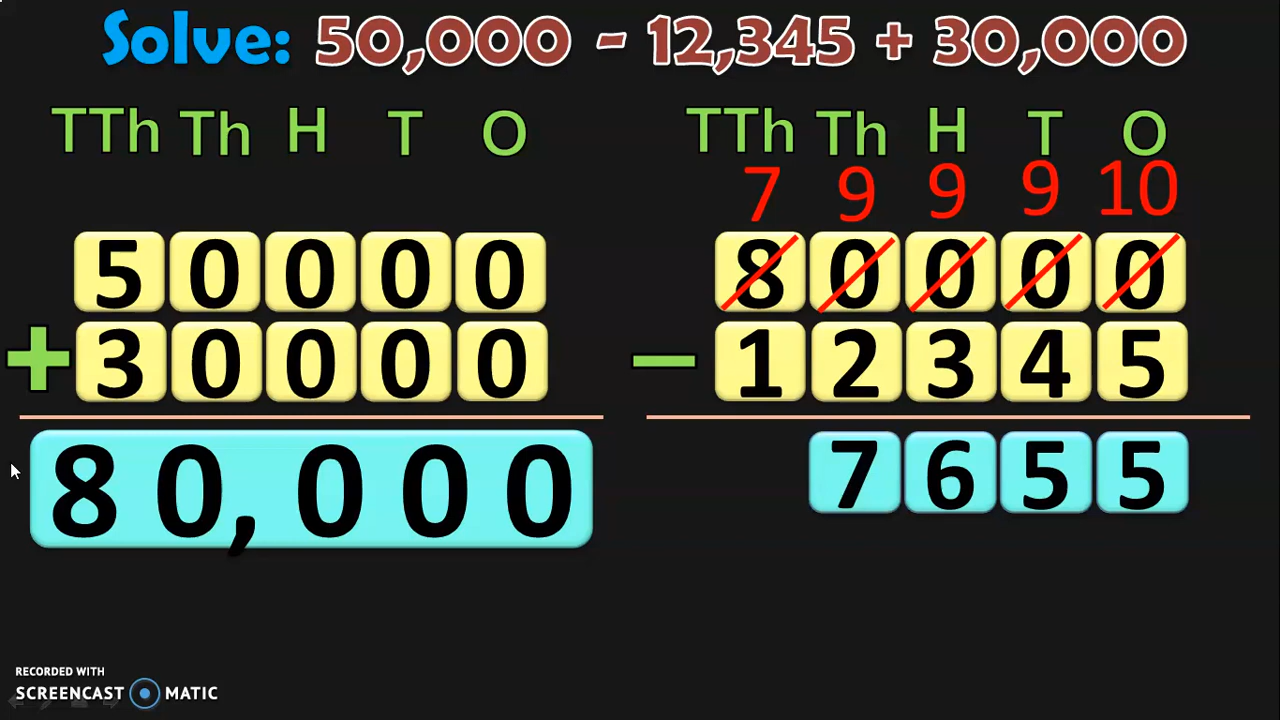 Solve: 50,000 - 12,345 + 30,000
TTh Th H T O
5 0 0 0 0
+ 3 0 0 0 0
8 0, 0 0 0
TTh Th H T O
7 9 9 9 10
8 0 0 0 0
− 1 2 3 4 5
7 6 5 5
RECORDED WITH
SCREENCAST MATIC